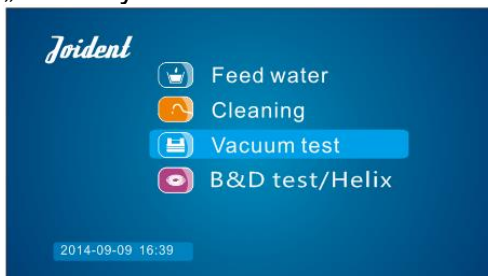 Joident
Feed water
Cleaning
Vacuum test
B&D test/Helix
2014-09-09 16:39